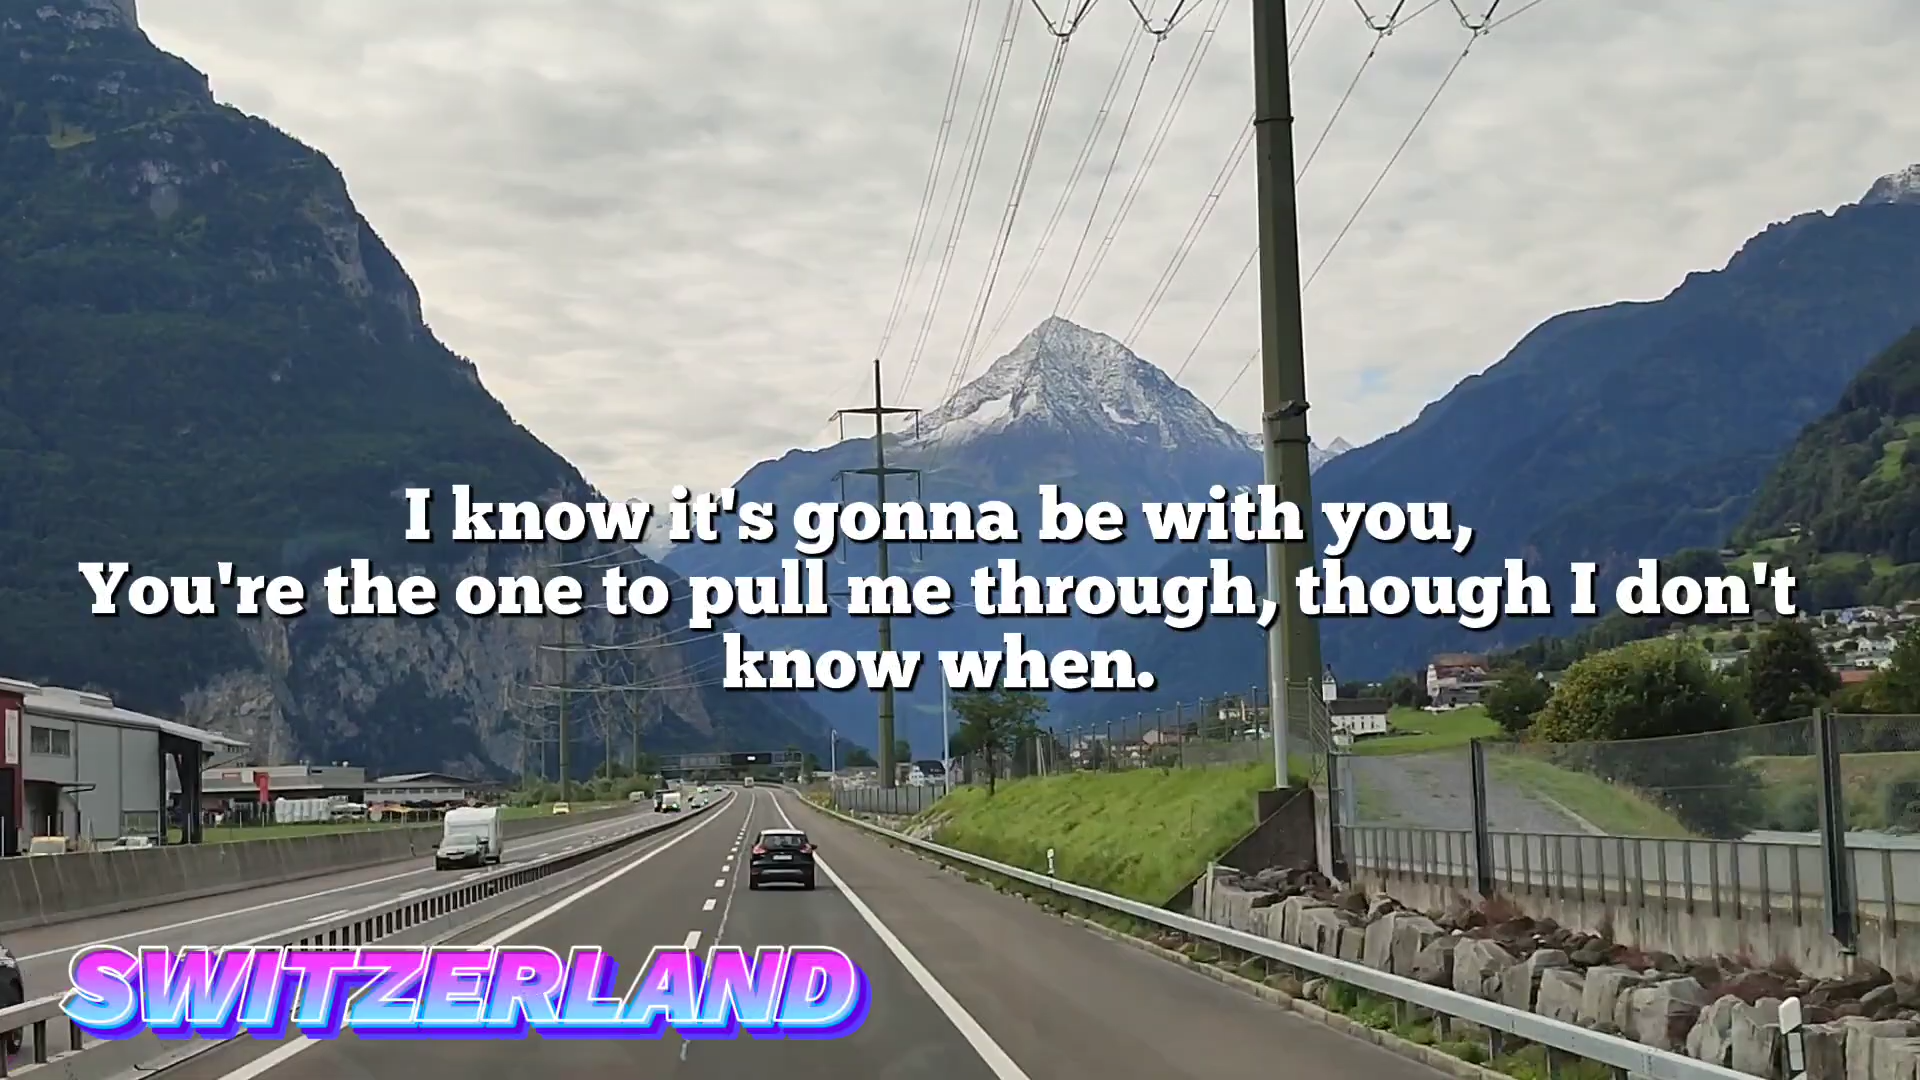 I know it's gonna be with you,
You're the one to pull me through, though I don't
know when.
SWITZERLAND